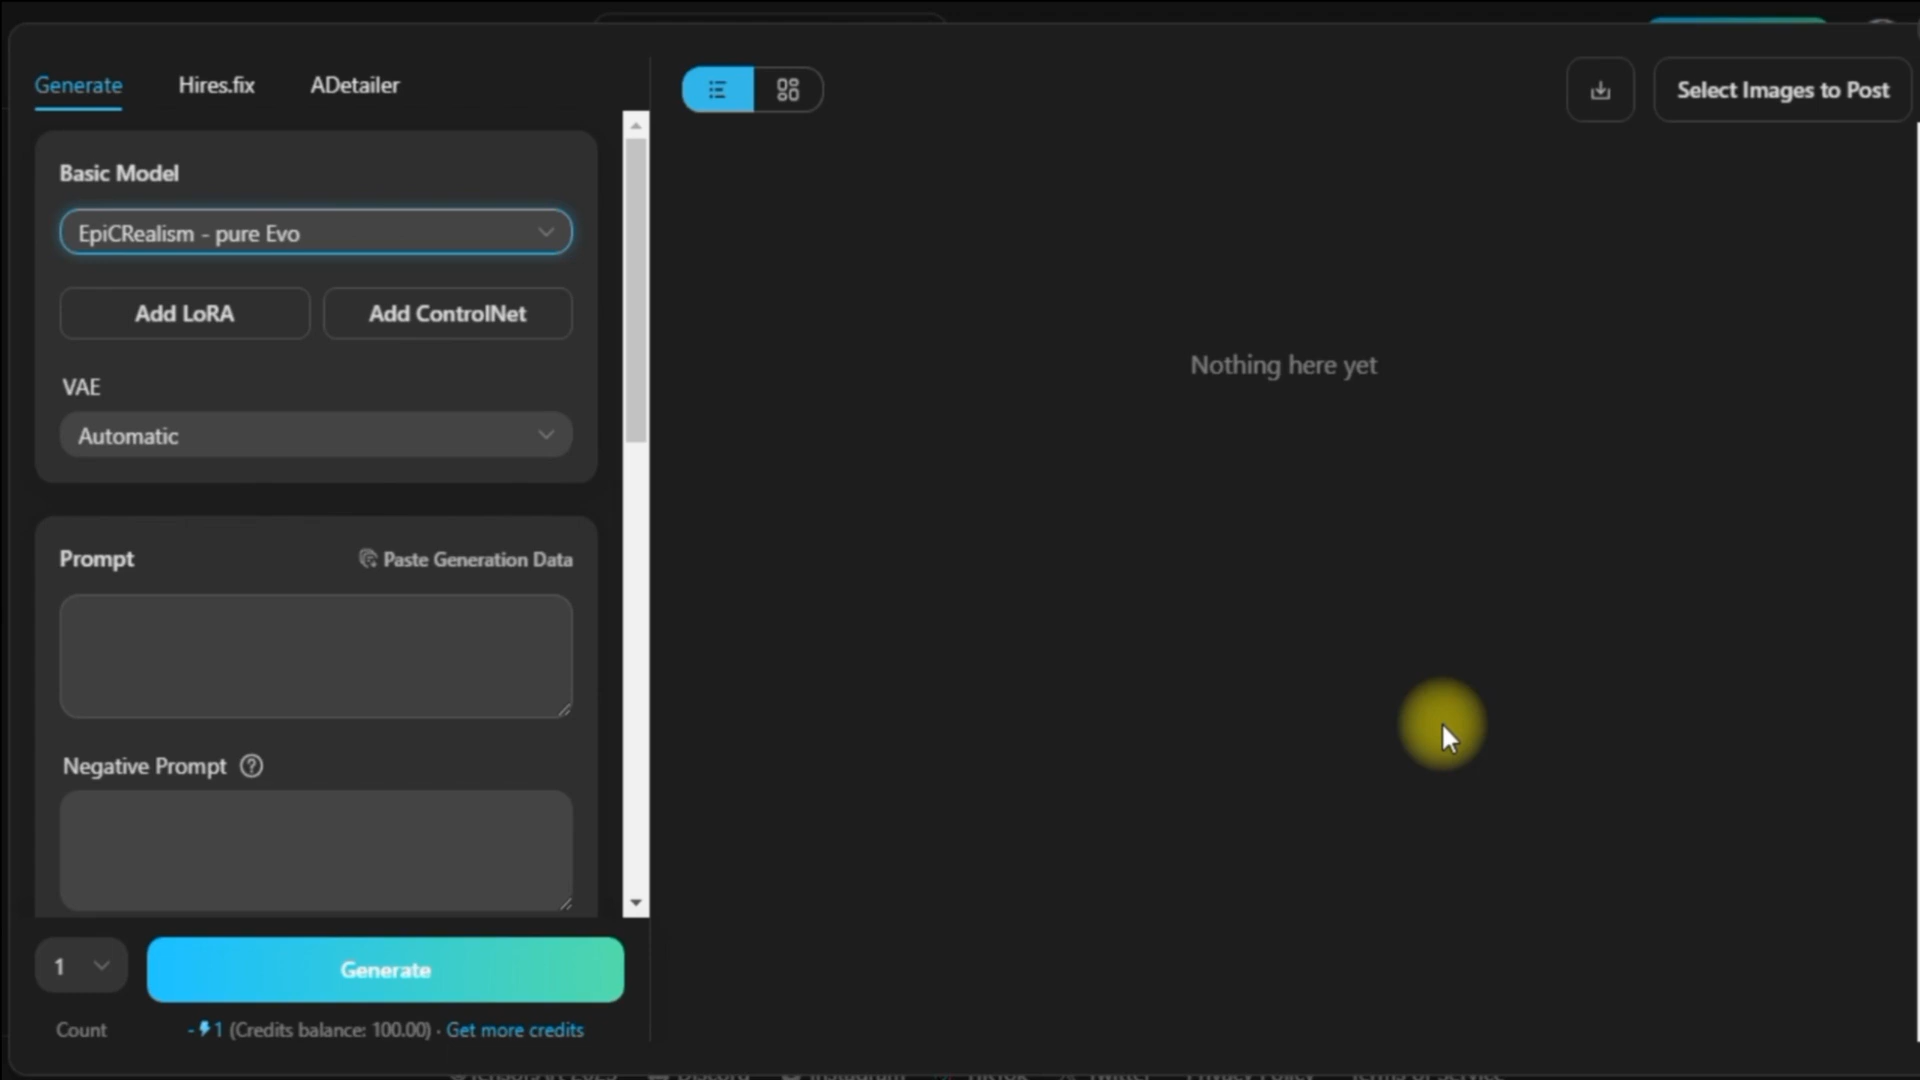 Generate Hires.fix ADetailer
Select Images to Post
Basic Model
EpiCRealism - pure Evo
Add LoRA Add ControlNet
Nothing here yet
VAE
Automatic
Prompt Paste Generation Data
Negative Prompt ?
1 Generate
Count - 1 (Credits balance: 100.00) · Get more credits